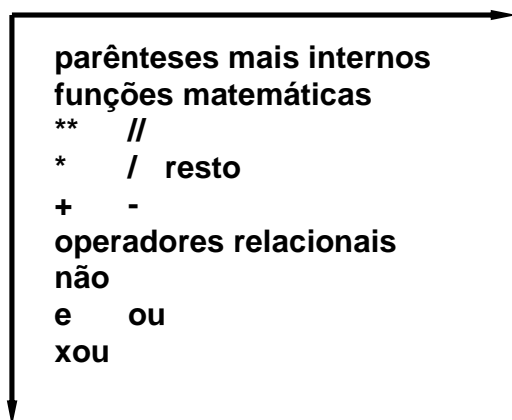 parênteses mais internos
funções matemáticas
** //
* / resto
+ -
operadores relacionais
não
e ou
xou